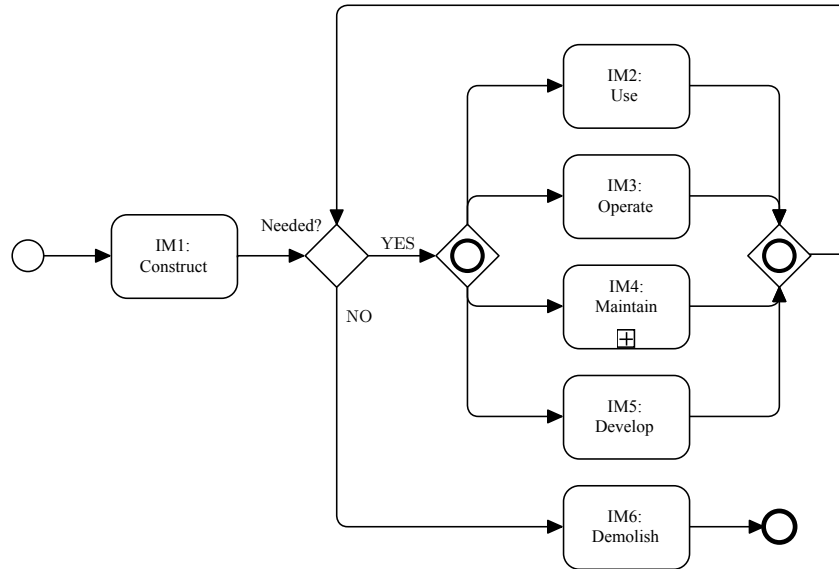 IM2:
Use
IM3:
Operate
Needed?
YES
IM1:
Construct
IM4:
Maintain
NO
IM5:
Develop
IM6:
Demolish